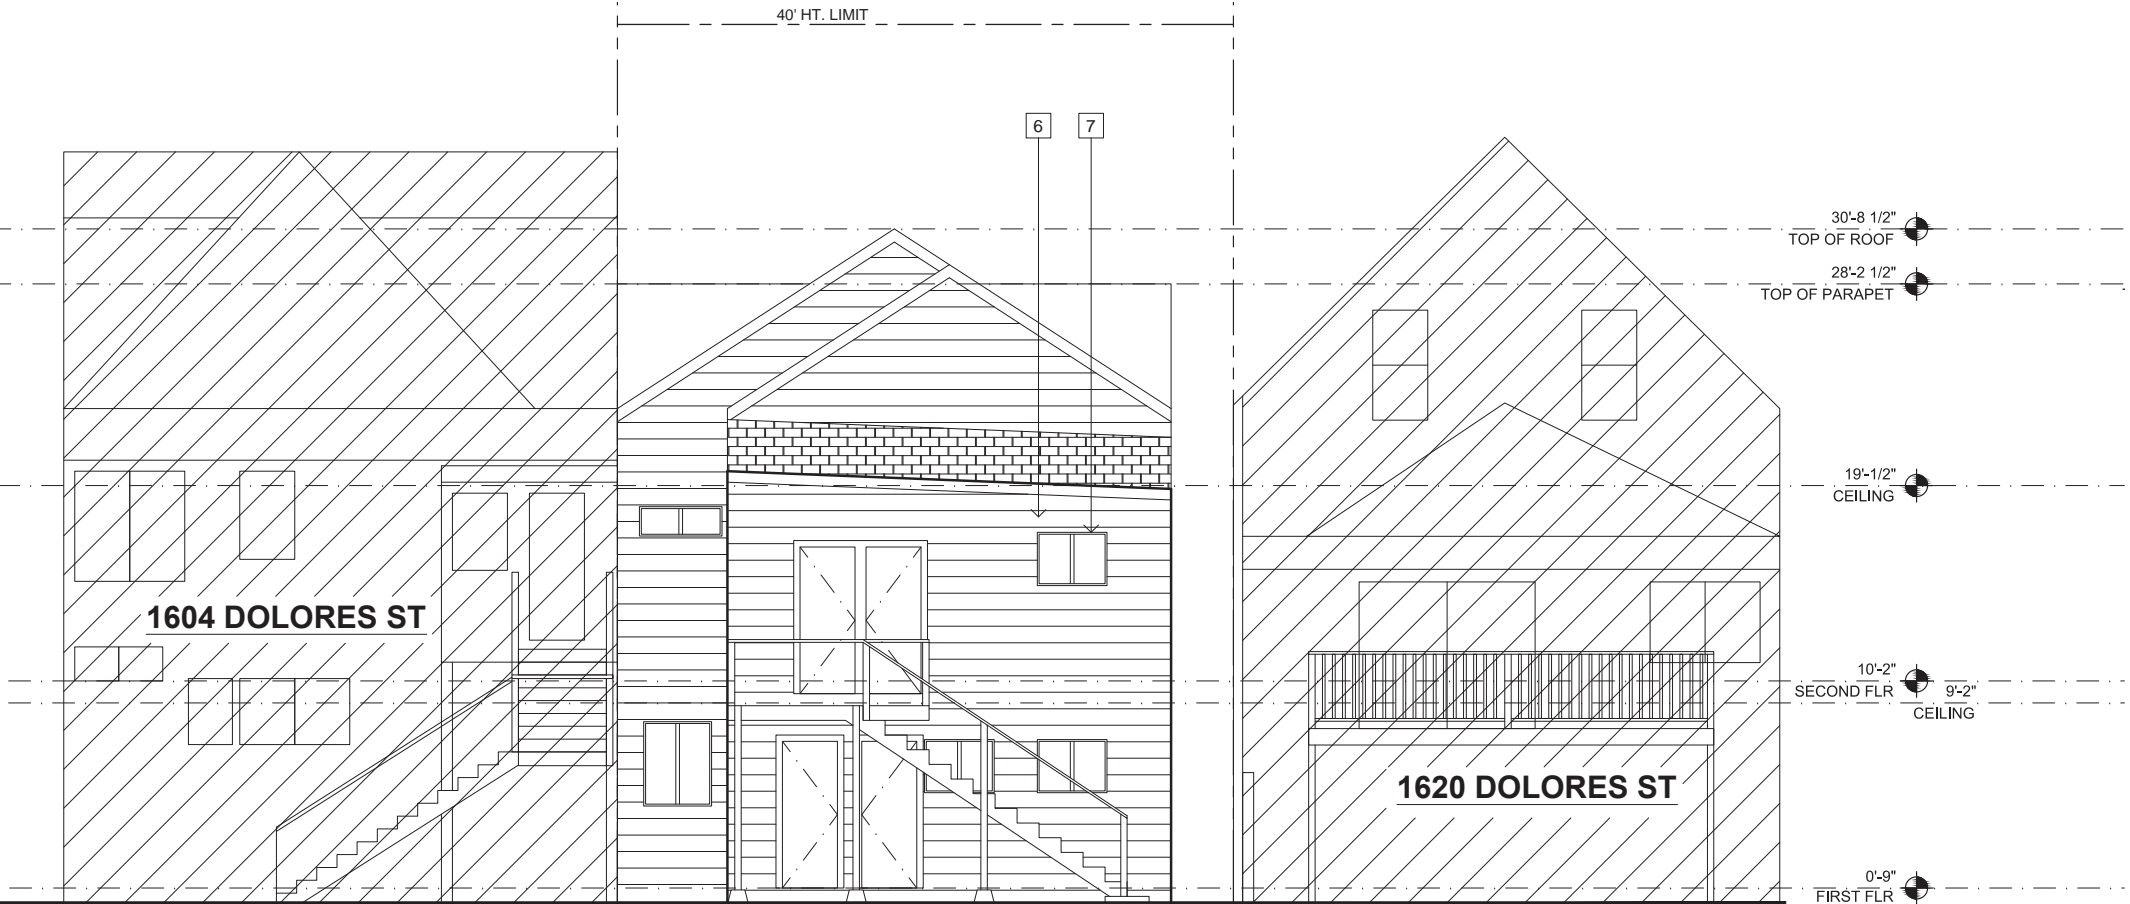 40' HT. LIMIT
6 7
30'-8 1/2"
TOP OF ROOF
28'-2 1/2"
TOP OF PARAPET
19'-1/2"
CEILING
1604 DOLORES ST
10'-2"
SECOND FLR
9'-2"
CEILING
1620 DOLORES ST
0'-9"
FIRST FLR